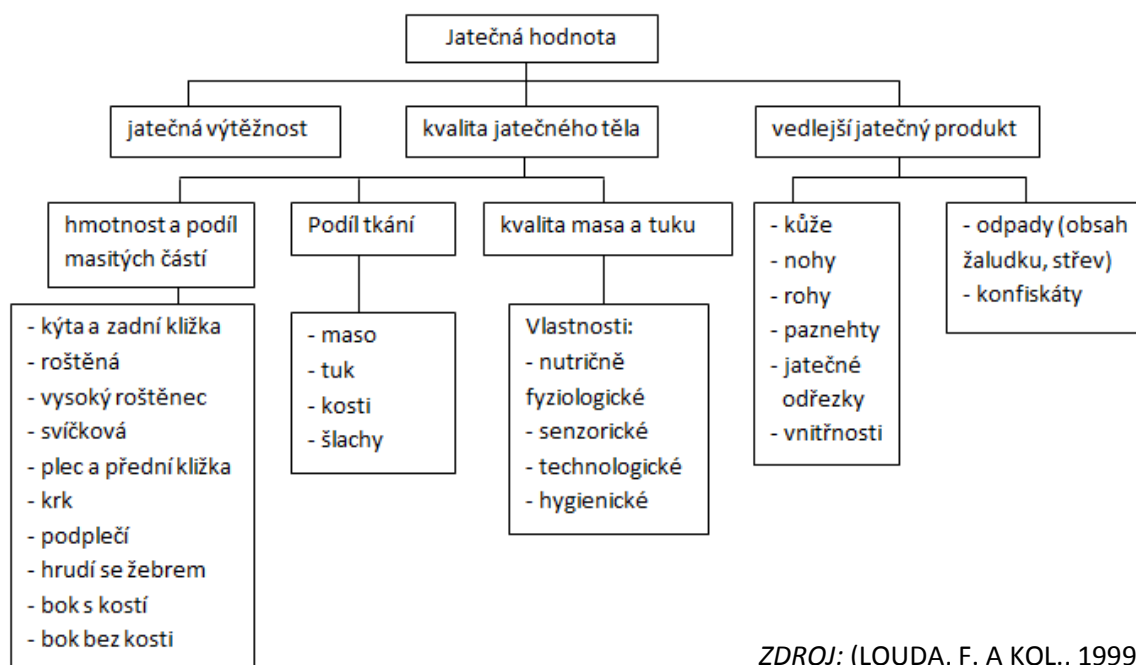 Jatečná hodnota
jatečná výtěžnost
kvalita jatečného těla
vedlejší jatečný produkt
hmotnost a podíl
masitých částí
Podíl tkání
kvalita masa a tuku
- kůže
- nohy
- rohy
- paznehty
- jatečné
odřezky
- vnitřnosti
- odpady (obsah
žaludku, střev)
- konfiskáty
- kýta a zadní kližka
- roštěná
- vysoký roštěnec
- svíčková
- plec a přední kližka
- krk
- podplečí
- hrudí se žebrem
- bok s kostí
- bok bez kosti
- maso
- tuk
- kosti
- šlachy
Vlastnosti:
- nutričně
fyziologické
- senzorické
- technologické
- hygienické
ZDROJ: (LOUDA, F. A KOL., 1999